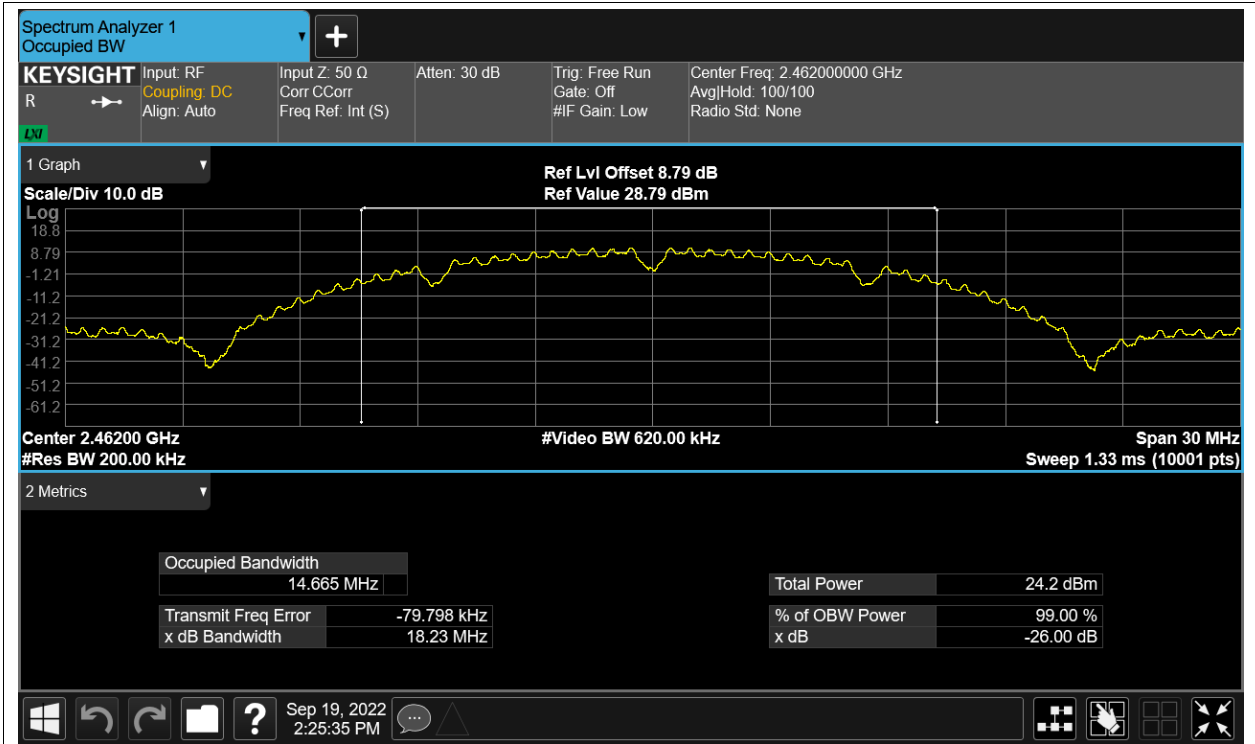 Spectrum Analyzer 1
Occupied BW
KEYSIGHT
R
LXI
Input: RF
Coupling: DC
Align: Auto
Input Z: 50 Ω
Corr CCorr
Freq Ref: Int (S)
Atten: 30 dB
Trig: Free Run
Gate: Off
#IF Gain: Low
Center Freq: 2.462000000 GHz
Avg|Hold: 100/100
Radio Std: None
1 Graph
Scale/Div 10.0 dB
Ref Lvl Offset 8.79 dB
Ref Value 28.79 dBm
Log
18.8
8.79
-1.21
-11.2
-21.2
-31.2
-41.2
-51.2
-61.2
Center 2.46200 GHz
#Video BW 620.00 kHz
Span 30 MHz
#Res BW 200.00 kHz
Sweep 1.33 ms (10001 pts)
2 Metrics
Occupied Bandwidth
14.665 MHz
Transmit Freq Error -79.798 kHz
x dB Bandwidth 18.23 MHz
Total Power 24.2 dBm
% of OBW Power 99.00 %
x dB -26.00 dB
Sep 19, 2022
2:25:35 PM